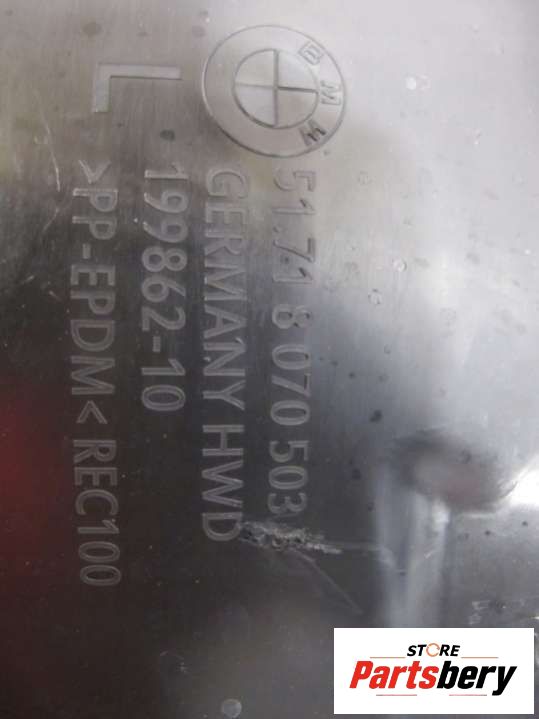 BMW
L
51.71 8 070 503
GERMANY HWD
199862-10
>PP-EPDM< REC100
STORE
Partsbery